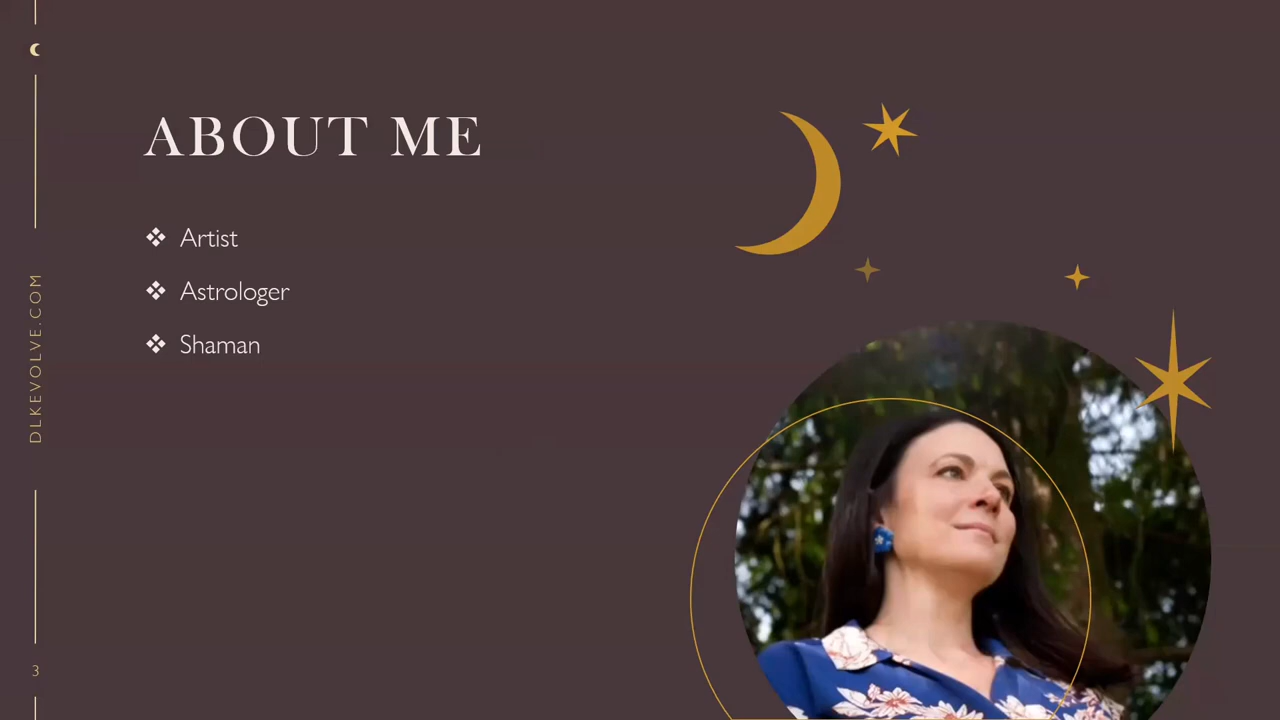 ABOUT ME
❖ Artist
❖ Astrologer
❖ Shaman
DLKEVOLVE.COM
3